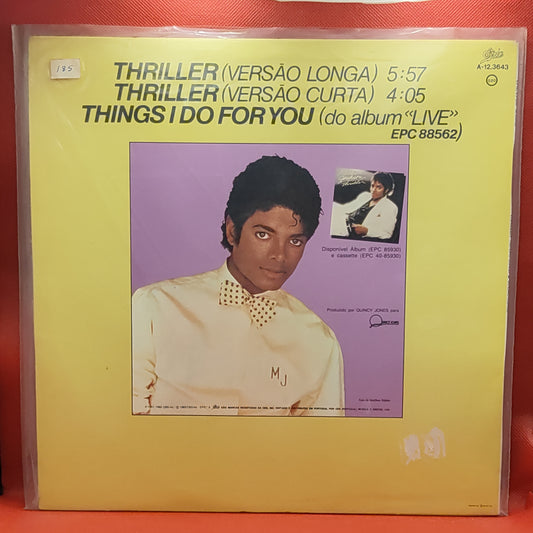 185
Epic
A-12.3643
THRILLER (VERSÃO LONGA) 5:57
THRILLER (VERSÃO CURTA) 4:05
THINGS I DO FOR YOU (do album "LIVE"
EPC 88562)
Disponível Album (EPC 85930)
e cassette (EPC 40-85930)
Produzido por QUINCY JONES para
MJ